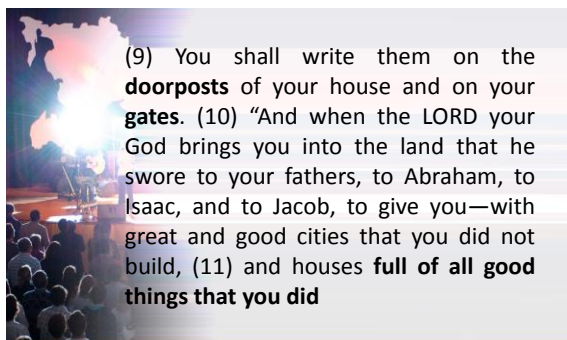 (9) You shall write them on the
doorposts of your house and on your
gates. (10) “And when the LORD your
God brings you into the land that he
swore to your fathers, to Abraham, to
Isaac, and to Jacob, to give you—with
great and good cities that you did not
build, (11) and houses full of all good
things that you did